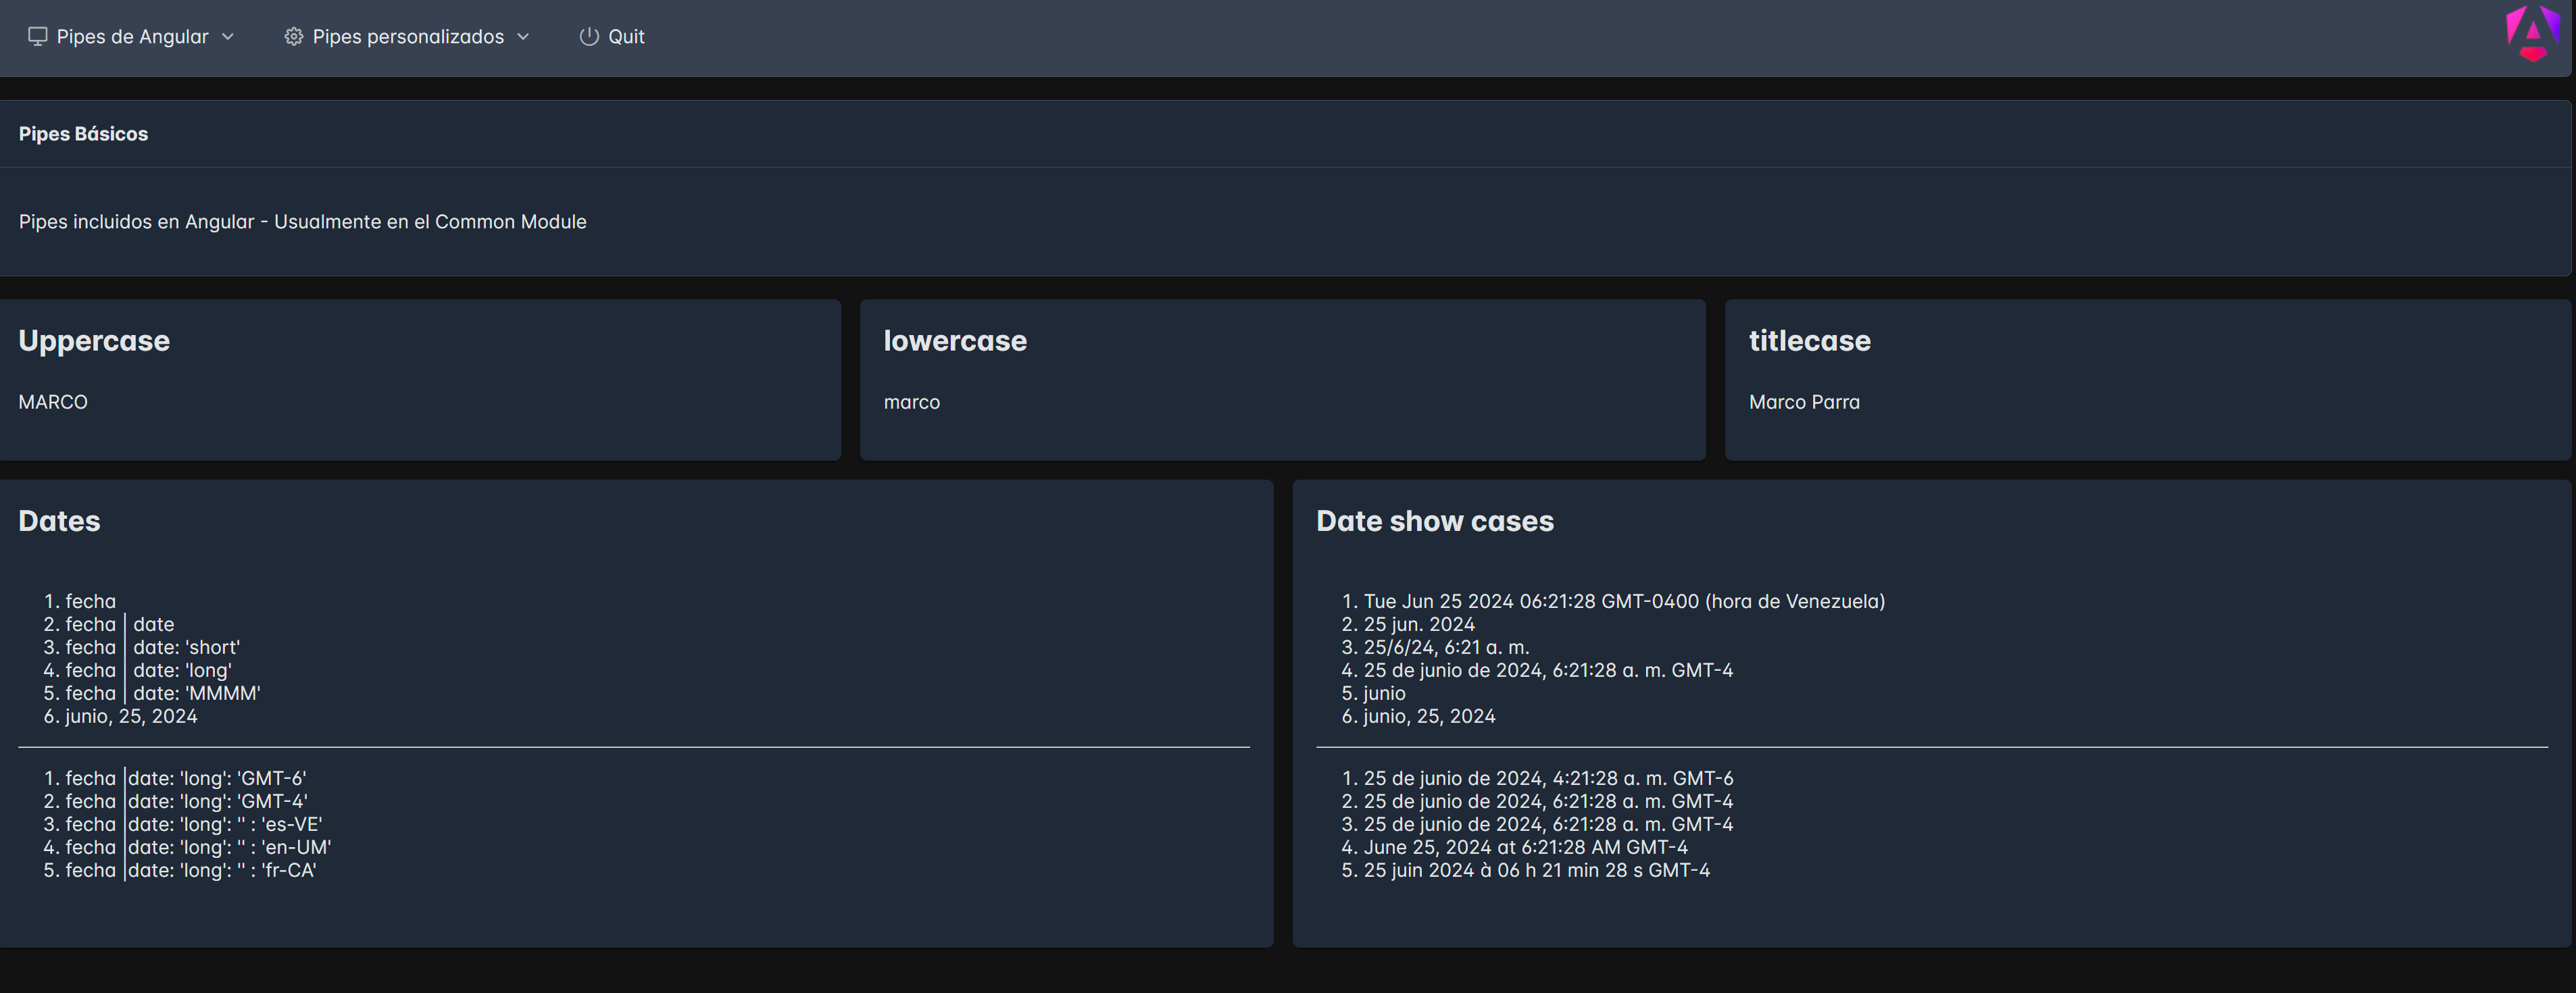 Pipes de Angular Pipes personalizados Quit
Pipes Básicos
Pipes incluidos en Angular - Usualmente en el Common Module
Uppercase
MARCO
lowercase
marco
titlecase
Marco Parra
Dates
1. fecha
2. fecha | date
3. fecha | date: 'short'
4. fecha | date: 'long'
5. fecha | date: 'MMMM'
6. junio, 25, 2024
1. fecha |date: 'long': 'GMT-6'
2. fecha |date: 'long': 'GMT-4'
3. fecha |date: 'long': '' : 'es-VE'
4. fecha |date: 'long': '' : 'en-UM'
5. fecha |date: 'long': '' : 'fr-CA'
Date show cases
1. Tue Jun 25 2024 06:21:28 GMT-0400 (hora de Venezuela)
2. 25 jun. 2024
3. 25/6/24, 6:21 a. m.
4. 25 de junio de 2024, 6:21:28 a. m. GMT-4
5. junio
6. junio, 25, 2024
1. 25 de junio de 2024, 4:21:28 a. m. GMT-6
2. 25 de junio de 2024, 6:21:28 a. m. GMT-4
3. 25 de junio de 2024, 6:21:28 a. m. GMT-4
4. June 25, 2024 at 6:21:28 AM GMT-4
5. 25 juin 2024 à 06 h 21 min 28 s GMT-4